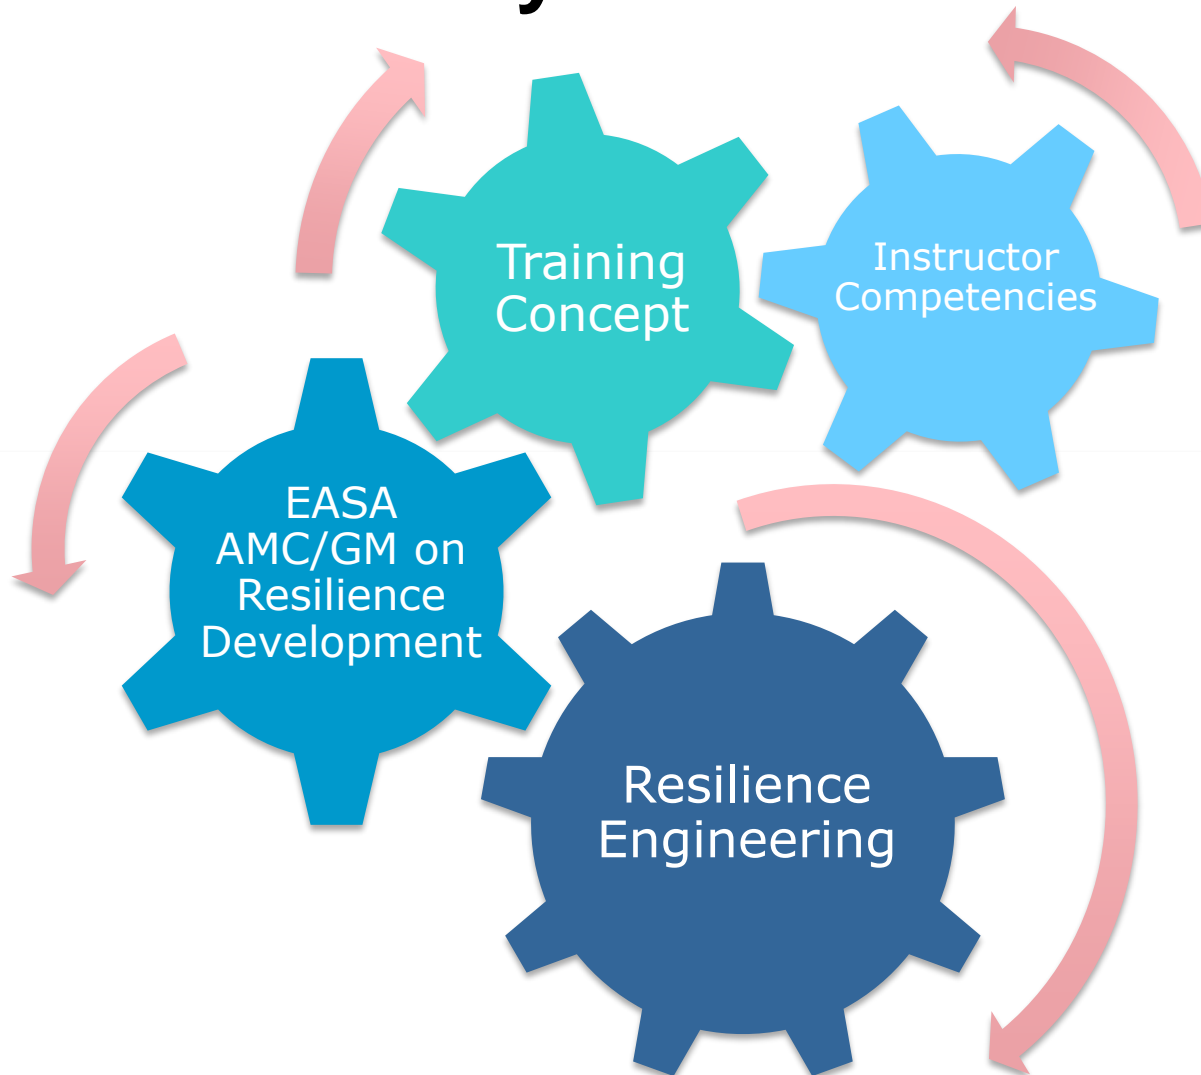 Training
Concept
Instructor
Competencies
EASA
AMC/GM on
Resilience
Development
Resilience
Engineering